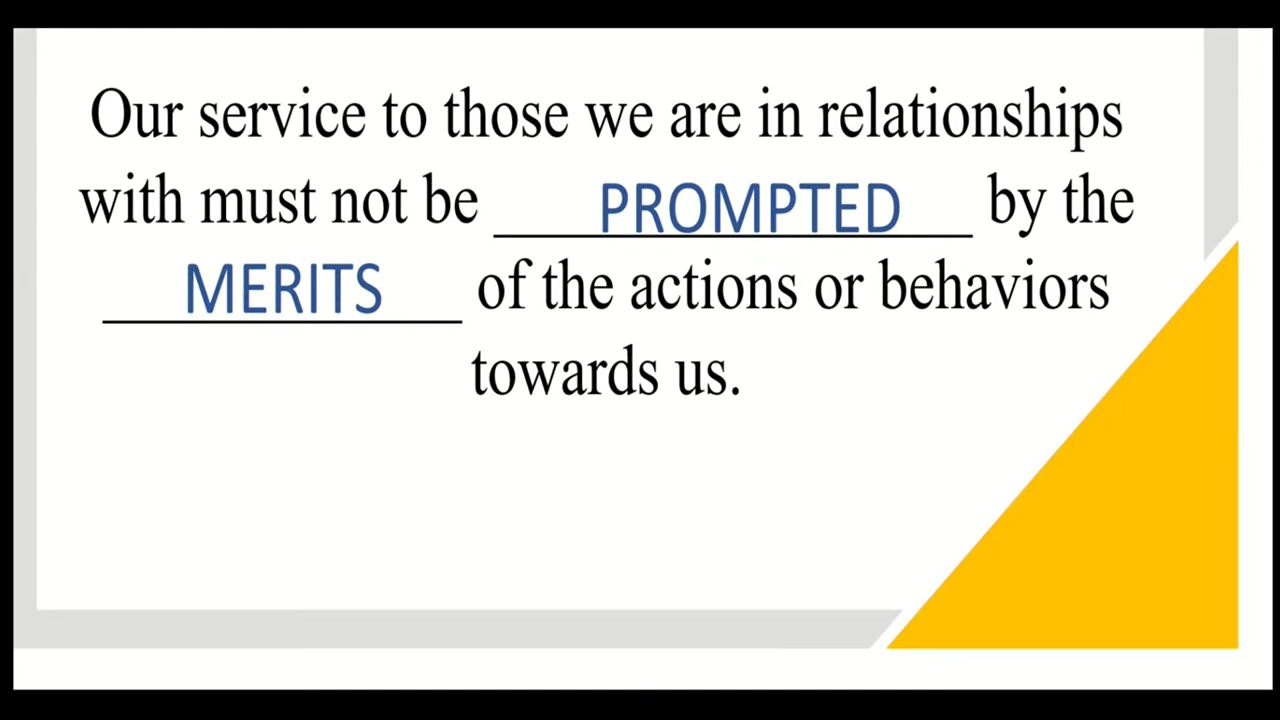 Our service to those we are in relationships
with must not be PROMPTED by the
MERITS of the actions or behaviors
towards us.